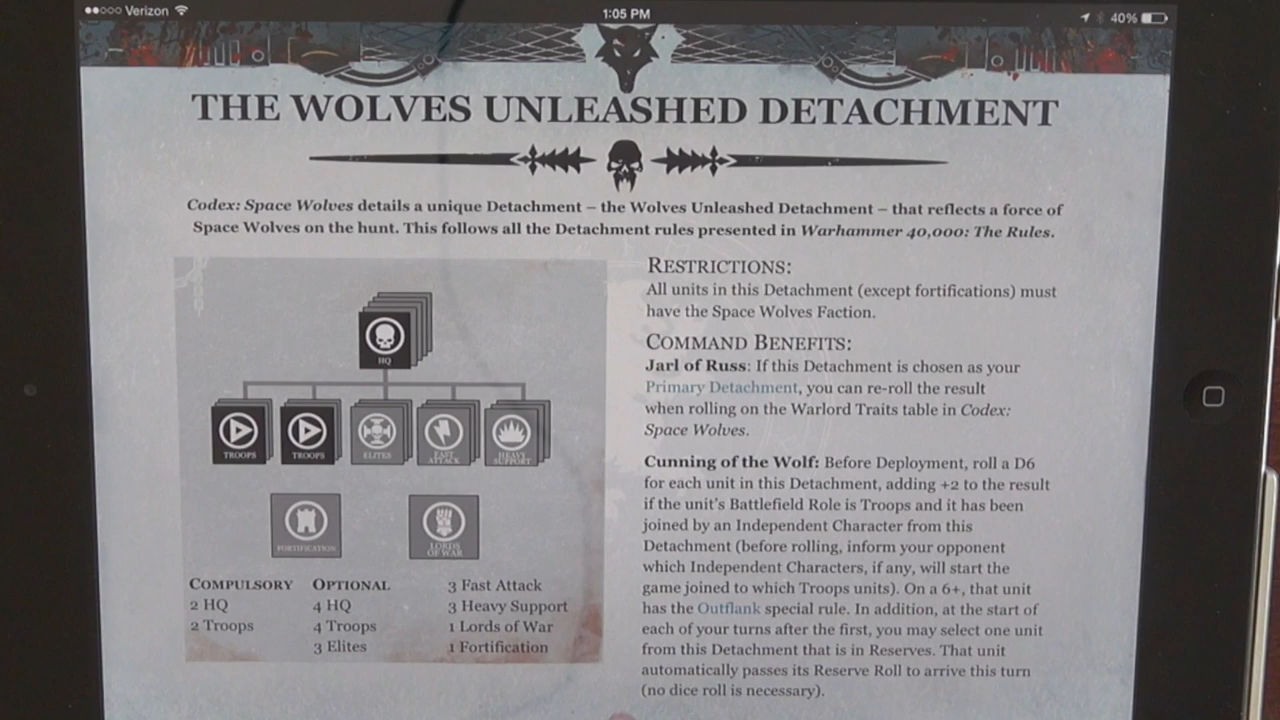 Verizon
1:05 PM
40%
THE WOLVES UNLEASHED DETACHMENT
Codex: Space Wolves details a unique Detachment – the Wolves Unleashed Detachment – that reflects a force of
Space Wolves on the hunt. This follows all the Detachment rules presented in Warhammer 40,000: The Rules.
HQ
TROOPS
TROOPS
ELITES
FAST
ATTACK
HEAVY
SUPPORT
FORTIFICATION
LORDS
OF WAR
COMPULSORY
2 HQ
2 Troops
OPTIONAL
4 HQ
4 Troops
3 Elites
3 Fast Attack
3 Heavy Support
1 Lords of War
1 Fortification
RESTRICTIONS:
All units in this Detachment (except fortifications) must
have the Space Wolves Faction.
COMMAND BENEFITS:
Jarl of Russ: If this Detachment is chosen as your
Primary Detachment, you can re-roll the result
when rolling on the Warlord Traits table in Codex:
Space Wolves.
Cunning of the Wolf: Before Deployment, roll a D6
for each unit in this Detachment, adding +2 to the result
if the unit's Battlefield Role is Troops and it has been
joined by an Independent Character from this
Detachment (before rolling, inform your opponent
which Independent Characters, if any, will start the
game joined to which Troops units). On a 6+, that unit
has the Outflank special rule. In addition, at the start of
each of your turns after the first, you may select one unit
from this Detachment that is in Reserves. That unit
automatically passes its Reserve Roll to arrive this turn
(no dice roll is necessary).